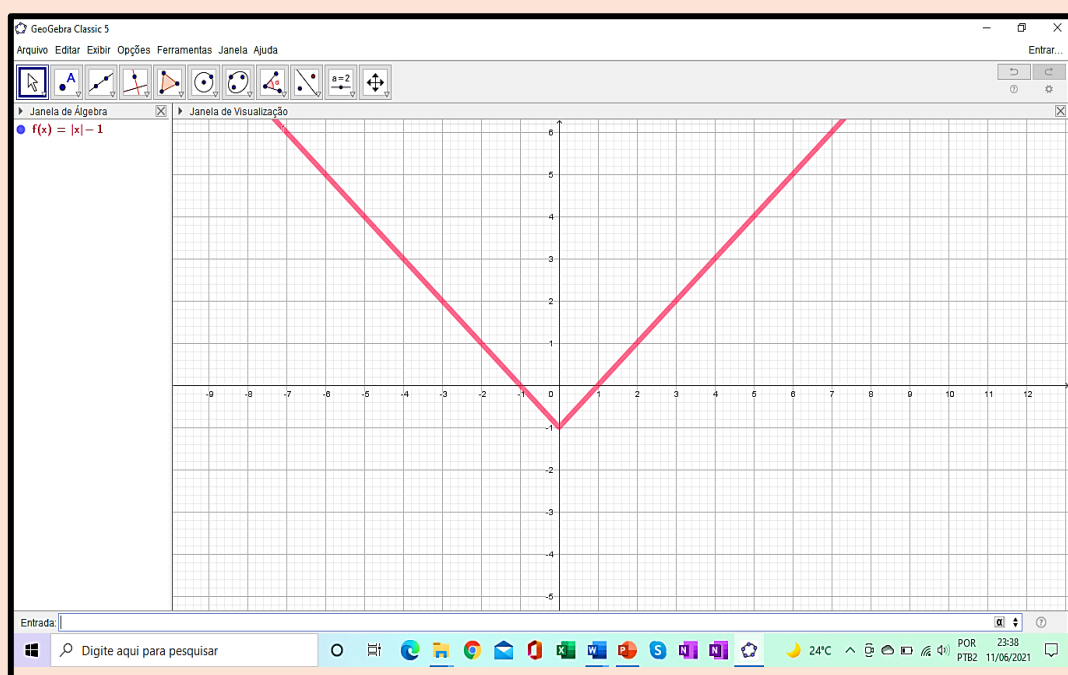 GeoGebra Classic 5
Arquivo Editar Exibir Opções Ferramentas Janela Ajuda Entrar...
A
α
a=2
Janela de Álgebra
Janela de Visualização
f(x) = |x| − 1
6
5
4
3
2
1
-9 -8 -7 -6 -5 -4 -3 -2 -1 0 1 2 3 4 5 6 7 8 9 10 11 12
-1
-2
-3
-4
-5
Entrada:
α
Digite aqui para pesquisar
24°C
POR
PTB2
23:38
11/06/2021